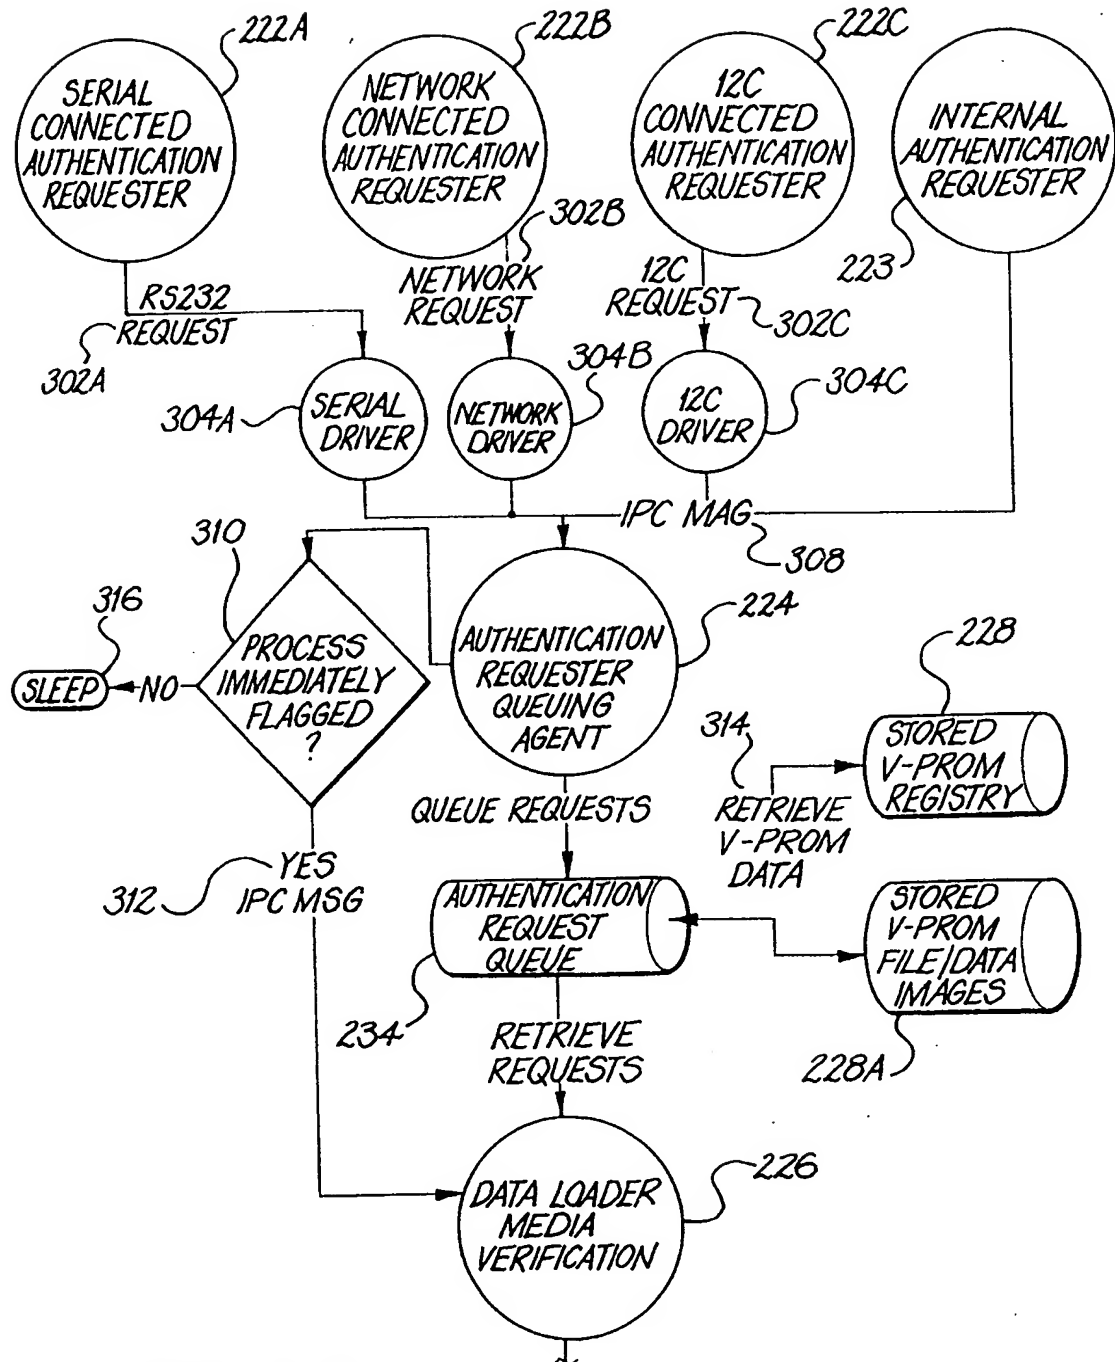 222A
222B
222C
SERIAL
CONNECTED
AUTHENTICATION
REQUESTER
NETWORK
CONNECTED
AUTHENTICATION
REQUESTER
12C
CONNECTED
AUTHENTICATION
REQUESTER
INTERNAL
AUTHENTICATION
REQUESTER
223
RS232
REQUEST
302A
302B
NETWORK
REQUEST
12C
REQUEST
302C
304A
SERIAL
DRIVER
304B
NETWORK
DRIVER
12C
DRIVER
304C
IPC MAG
308
310
316
SLEEP
NO
PROCESS
IMMEDIATELY
FLAGGED
?
AUTHENTICATION
REQUESTER
QUEUING
AGENT
224
228
STORED
V-PROM
REGISTRY
314
RETRIEVE
V-PROM
DATA
QUEUE REQUESTS
YES
IPC MSG
312
AUTHENTICATION
REQUEST
QUEUE
234
STORED
V-PROM
FILE/DATA
IMAGES
228A
RETRIEVE
REQUESTS
DATA LOADER
MEDIA
VERIFICATION
226